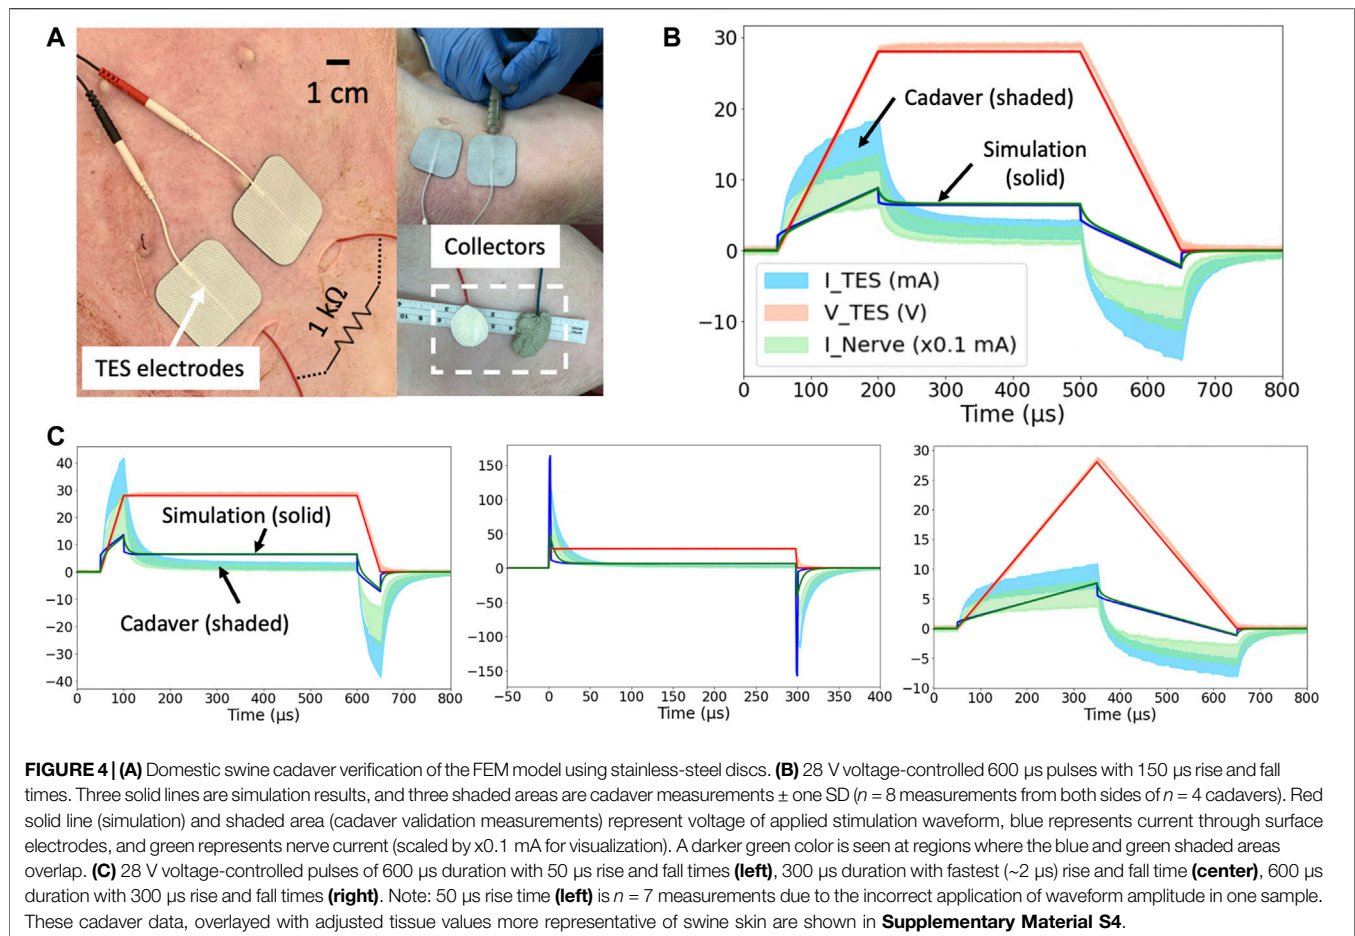 A
1 cm
Collectors
1 kΩ
TES electrodes
B
30
20
10
0
−10
Cadaver (shaded)
Simulation
(solid)
I_TES (mA)
V_TES (V)
I_Nerve (x0.1 mA)
0 100 200 300 400 500 600 700 800
Time (μs)
C
40
30
20
10
0
−10
−20
−30
−40
Simulation (solid)
Cadaver (shaded)
0 100 200 300 400 500 600 700 800
Time (μs)
150
100
50
0
−50
−100
−150
−50 0 50 100 150 200 250 300 350 400
Time (μs)
30
25
20
15
10
5
0
−5
−10
0 100 200 300 400 500 600 700 800
Time (μs)
FIGURE 4 | (A) Domestic swine cadaver verification of the FEM model using stainless-steel discs. (B) 28 V voltage-controlled 600 μs pulses with 150 μs rise and fall
times. Three solid lines are simulation results, and three shaded areas are cadaver measurements ± one SD (n = 8 measurements from both sides of n = 4 cadavers). Red
solid line (simulation) and shaded area (cadaver validation measurements) represent voltage of applied stimulation waveform, blue represents current through surface
electrodes, and green represents nerve current (scaled by x0.1 mA for visualization). A darker green color is seen at regions where the blue and green shaded areas
overlap. (C) 28 V voltage-controlled pulses of 600 μs duration with 50 μs rise and fall times (left), 300 μs duration with fastest (~2 μs) rise and fall time (center), 600 μs
duration with 300 μs rise and fall times (right). Note: 50 μs rise time (left) is n = 7 measurements due to the incorrect application of waveform amplitude in one sample.
These cadaver data, overlayed with adjusted tissue values more representative of swine skin are shown in Supplementary Material S4.